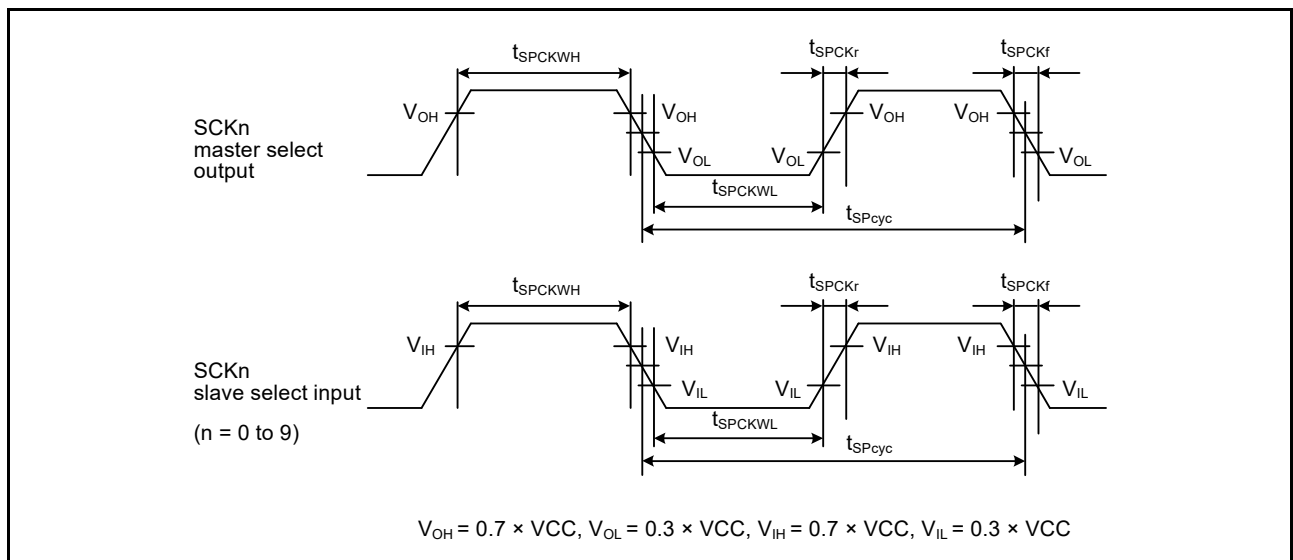 tSPCKWH
tSPCKr
tSPCKf
VOH
VOH
VOH
VOH
SCKn
master select
output
VOL
VOL
VOL
tSPCKWL
tSPcyc
tSPCKWH
tSPCKr
tSPCKf
VIH
VIH
VIH
VIH
SCKn
slave select input
VIL
VIL
VIL
(n = 0 to 9)
tSPCKWL
tSPcyc
VOH = 0.7 × VCC, VOL = 0.3 × VCC, VIH = 0.7 × VCC, VIL = 0.3 × VCC